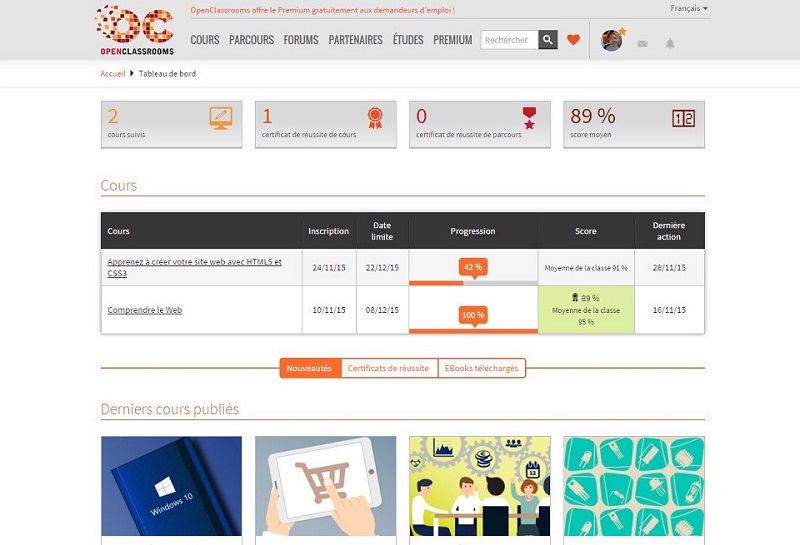 OpenClassrooms offre le Premium gratuitement aux demandeurs d'emploi !
Français
OC
OPENCLASSROOMS
COURS PARCOURS FORUMS PARTENAIRES ÉTUDES PREMIUM
Rechercher
Accueil Tableau de bord
2
cours suivis
1
certificat de réussite de cours
0
certificat de réussite de parcours
89 %
score moyen
12
Cours
Cours Inscription Date limite Progression Score Dernière action
Apprenez à créer votre site web avec HTML5 et
CSS3
24/11/15 22/12/15 42 % Moyenne de la classe 91 % 28/11/15
Comprendre le Web 10/11/15 08/12/15 100 % 89 %
Moyenne de la classe
95 %
16/11/15
Nouveautés Certificats de réussite EBooks téléchargés
Derniers cours publiés
Windows 10
12